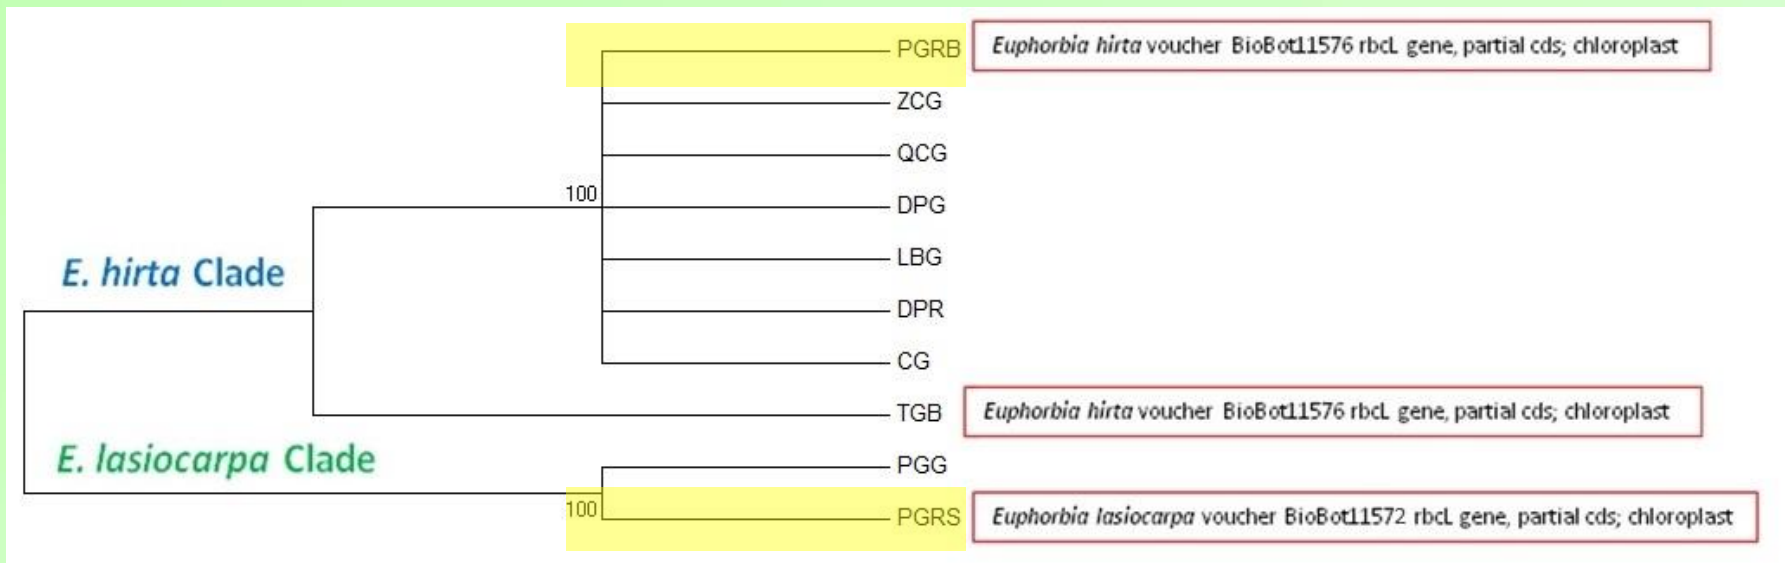 PGRB
Euphorbia hirta voucher BioBot11576 rbcL gene, partial cds; chloroplast
ZCG
QCG
100
DPG
LBG
E. hirta Clade
DPR
CG
TGB
Euphorbia hirta voucher BioBot11576 rbcL gene, partial cds; chloroplast
E. lasiocarpa Clade
PGG
100
PGRS
Euphorbia lasiocarpa voucher BioBot11572 rbcL gene, partial cds; chloroplast